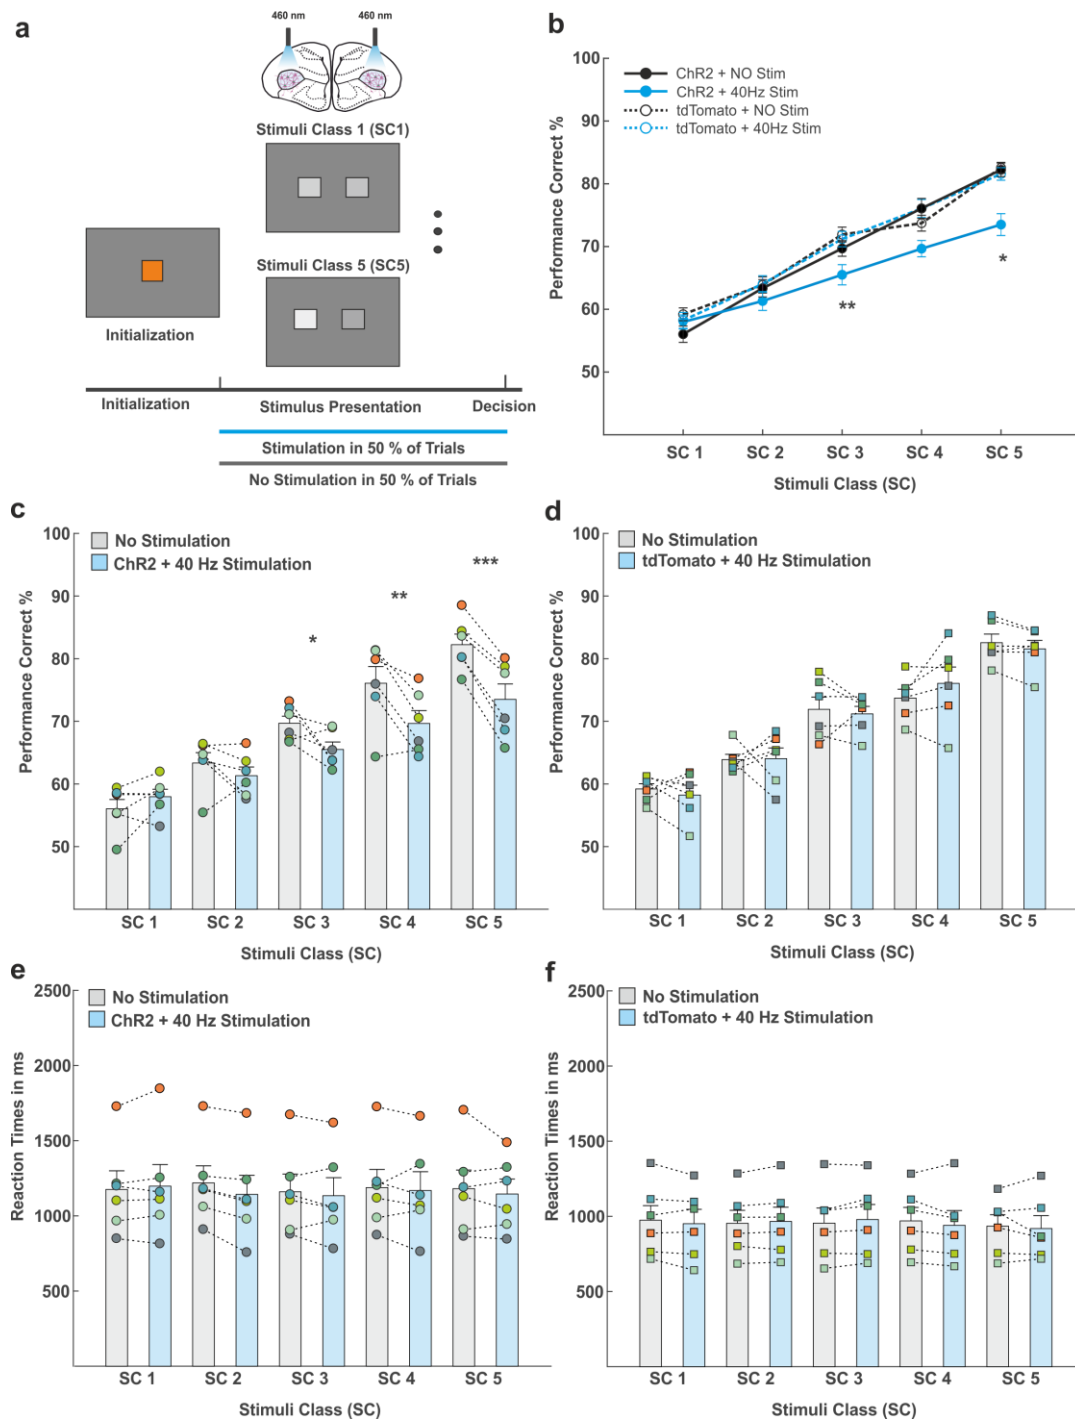 a
460 nm
460 nm
Stimuli Class 1 (SC1)
Stimuli Class 5 (SC5)
Initialization
Initialization
Stimulus Presentation
Decision
Stimulation in 50 % of Trials
No Stimulation in 50 % of Trials
b
Performance Correct %
100
90
80
70
60
50
ChR2 + NO Stim
ChR2 + 40Hz Stim
tdTomato + NO Stim
tdTomato + 40Hz Stim
**
*
SC 1 SC 2 SC 3 SC 4 SC 5
Stimuli Class (SC)
c
Performance Correct %
100
90
80
70
60
50
No Stimulation
ChR2 + 40 Hz Stimulation
*
**
***
SC 1 SC 2 SC 3 SC 4 SC 5
Stimuli Class (SC)
d
Performance Correct %
100
90
80
70
60
50
No Stimulation
tdTomato + 40 Hz Stimulation
SC 1 SC 2 SC 3 SC 4 SC 5
Stimuli Class (SC)
e
Reaction Times in ms
2500
2000
1500
1000
500
No Stimulation
ChR2 + 40 Hz Stimulation
SC 1 SC 2 SC 3 SC 4 SC 5
Stimuli Class (SC)
f
Reaction Times in ms
2500
2000
1500
1000
500
No Stimulation
tdTomato + 40 Hz Stimulation
SC 1 SC 2 SC 3 SC 4 SC 5
Stimuli Class (SC)